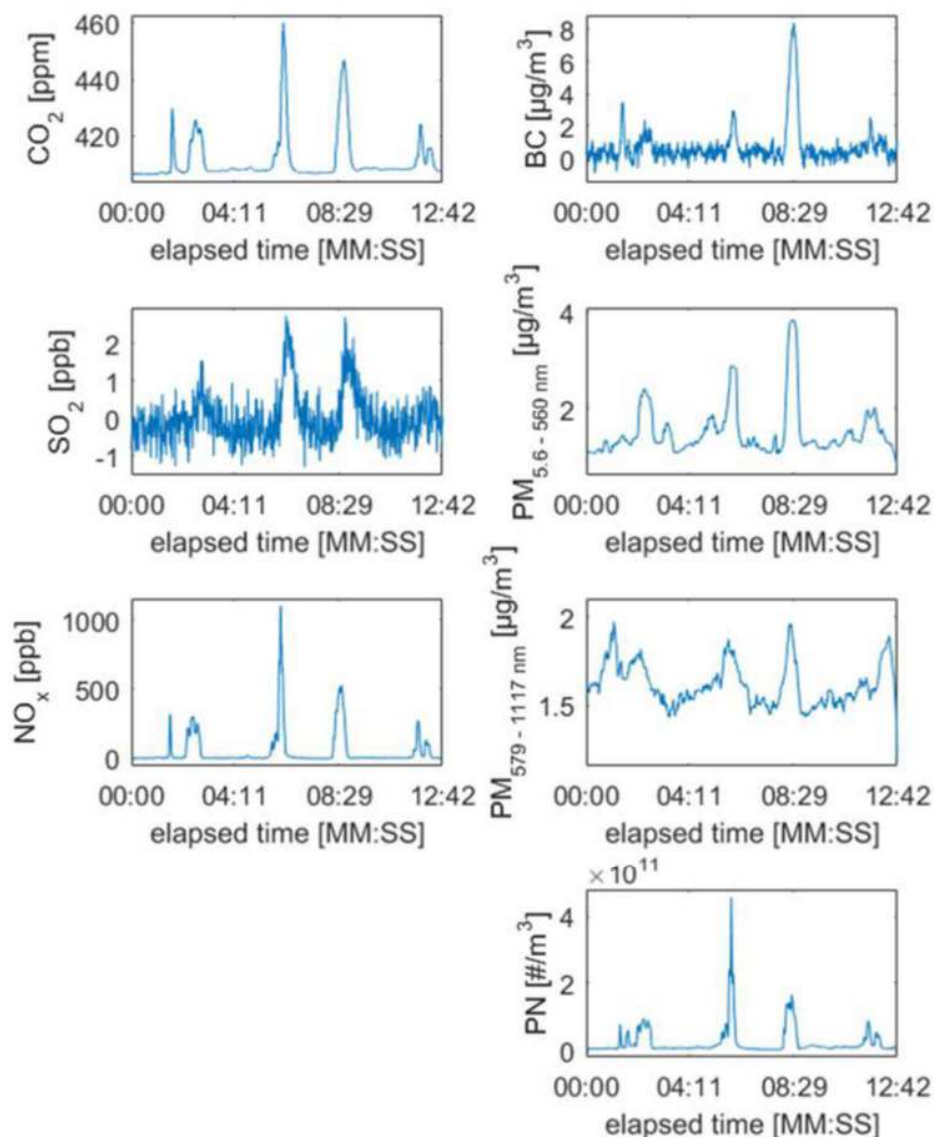 CO2 [ppm]
460
440
420
00:00 04:11 08:29 12:42
elapsed time [MM:SS]
BC [µg/m³]
8
6
4
2
0
00:00 04:11 08:29 12:42
elapsed time [MM:SS]
SO2 [ppb]
2
1
0
-1
00:00 04:11 08:29 12:42
elapsed time [MM:SS]
PM5.6 - 560 nm [µg/m³]
4
2
00:00 04:11 08:29 12:42
elapsed time [MM:SS]
NOx [ppb]
1000
500
0
00:00 04:11 08:29 12:42
elapsed time [MM:SS]
PM579 - 1117 nm [µg/m³]
2
1.5
00:00 04:11 08:29 12:42
elapsed time [MM:SS]
× 10¹¹
PN [#/m³]
4
2
0
00:00 04:11 08:29 12:42
elapsed time [MM:SS]